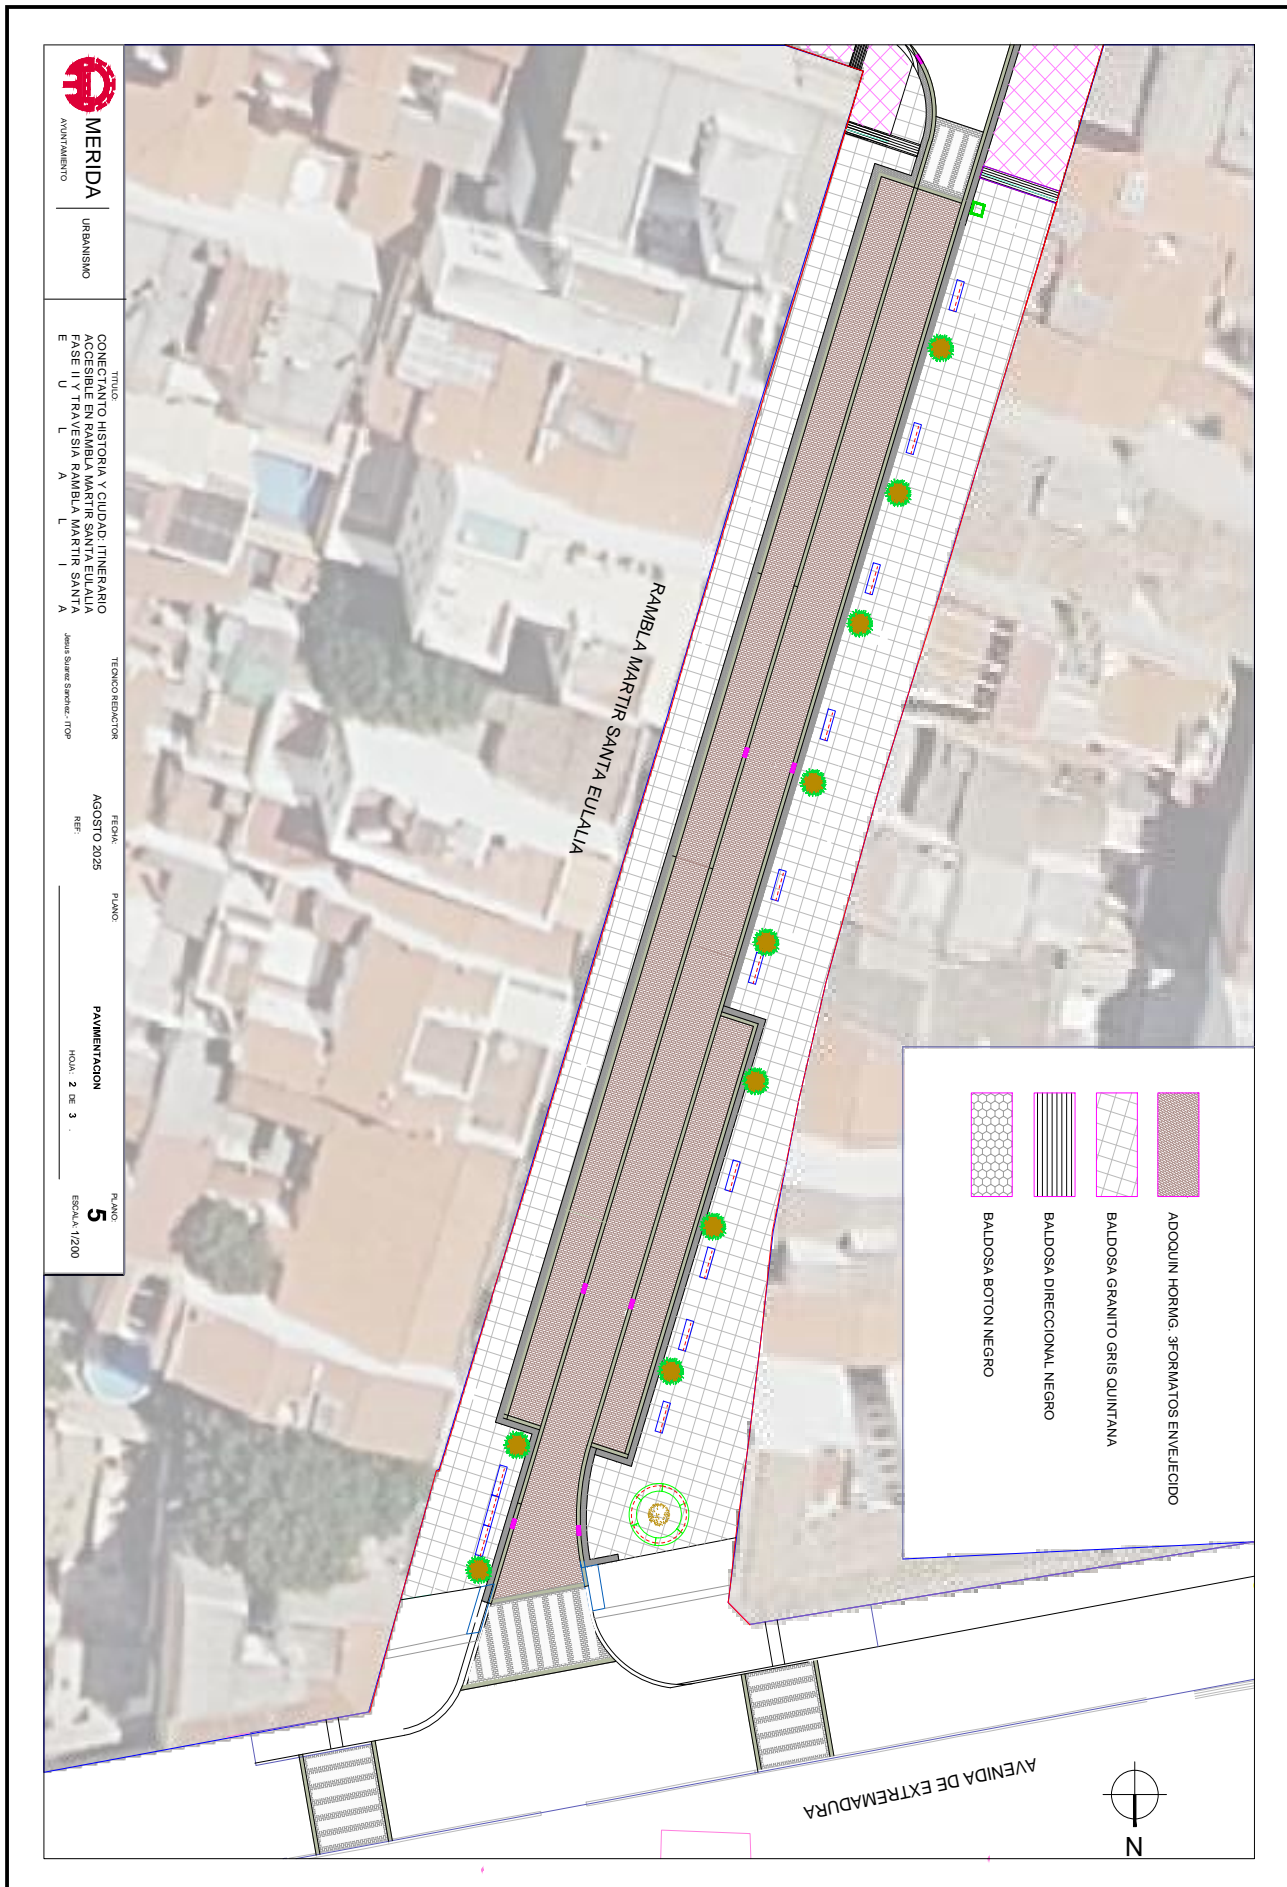 MERIDA
AYUNTAMIENTO
URBANISMO
TITULO:
CONECTANTO HISTORIA Y CIUDAD: ITINERARIO
ACCESIBLE EN RAMBLA MARTIR SANTA EULALIA
FASE II Y TRAVESIA RAMBLA MARTIR SANTA
E U L A L I A
TECNICO REDACTOR
Jesus Suarez Sanchez.- ITOP
FECHA:
AGOSTO 2025
REF:
PLANO:
PAVIMENTACION
HOJA: 2 DE 3 .
PLANO:
5
ESCALA: 1/200
RAMBLA MARTIR SANTA EULALIA
ADOQUIN HORMG. 3FORMATOS ENVEJECIDO
BALDOSA GRANITO GRIS QUINTANA
BALDOSA DIRECCIONAL NEGRO
BALDOSA BOTON NEGRO
AVENIDA DE EXTREMADURA
N